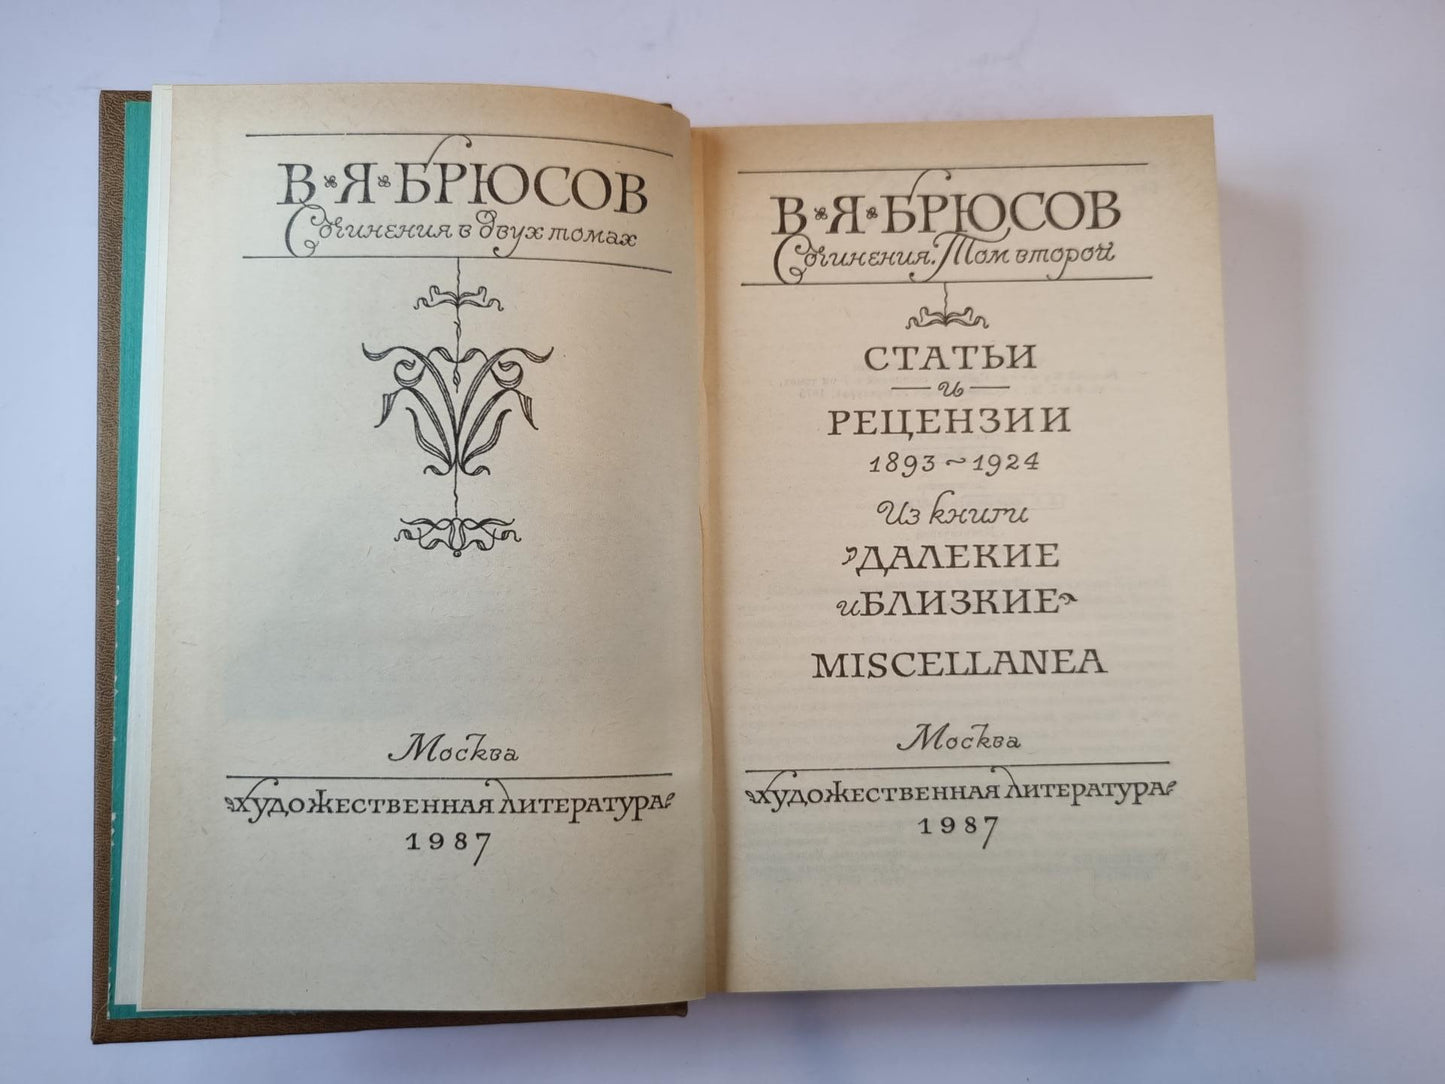 В Я БРЮСОВ
Сочинения в двух томах
Москва
«ХУДОЖЕСТВЕННАЯ ЛИТЕРАТУРА»
1987
В Я БРЮСОВ
Сочинения. Том второй
СТАТЬИ
и
РЕЦЕНЗИИ
1893~1924
Из книги
«ДАЛЕКИЕ
и БЛИЗКИЕ»
MISCELLANEA
Москва
«ХУДОЖЕСТВЕННАЯ ЛИТЕРАТУРА»
1987